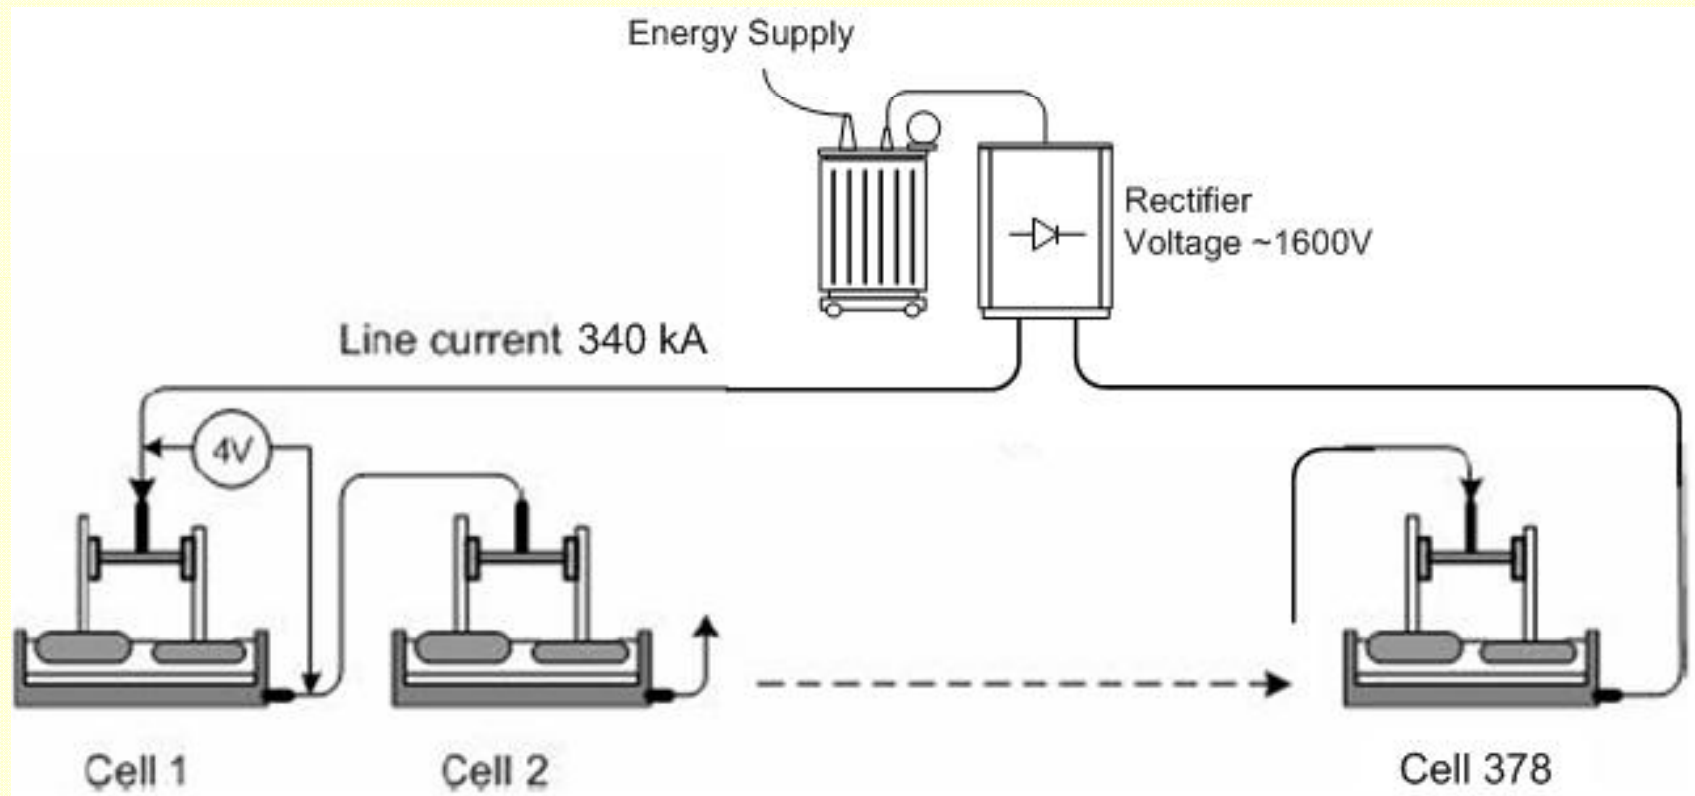 Energy Supply
Rectifier
Voltage ~1600V
Line current 340 kA
4V
Cell 1
Cell 2
Cell 378